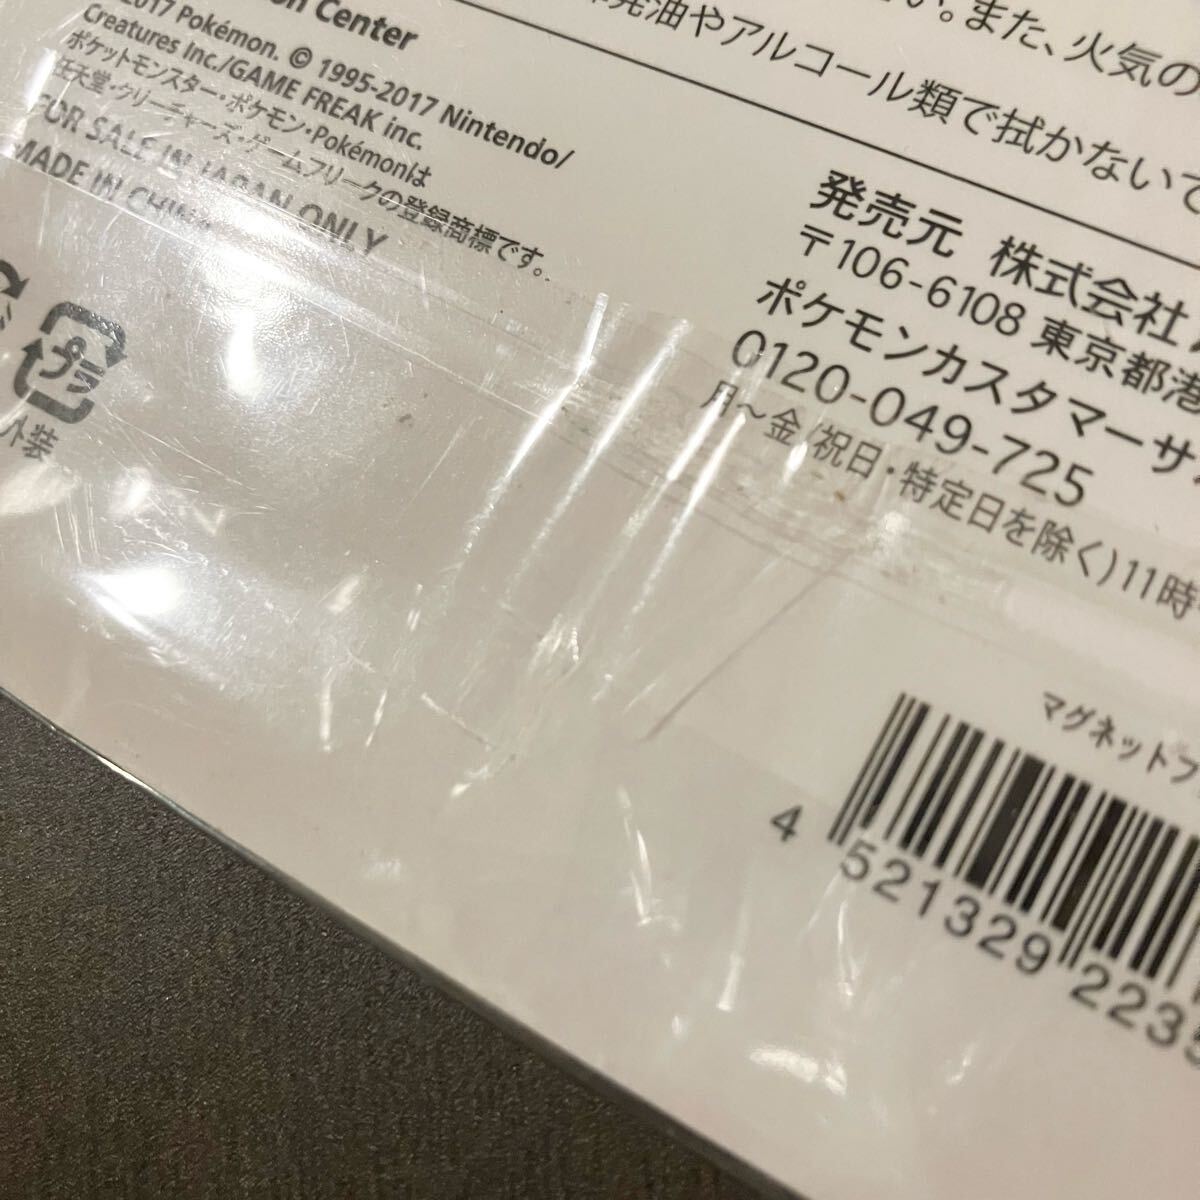 on Center
2017 Pokémon. © 1995-2017 Nintendo/
Creatures Inc./GAME FREAK inc.
ポケットモンスター・ポケモン・Pokémonは
任天堂・クリーチャーズ・ゲームフリークの登録商標です。
FOR SALE IN JAPAN ONLY
MADE IN CHINA
プラ
外装
い。また、火気の
発油やアルコール類で拭かないで
発売元 株式会社
〒106-6108 東京都港
ポケモンカスタマーサ
0120-049-725
月～金(祝日・特定日を除く)11時
マグネットフ
4 521329 2235